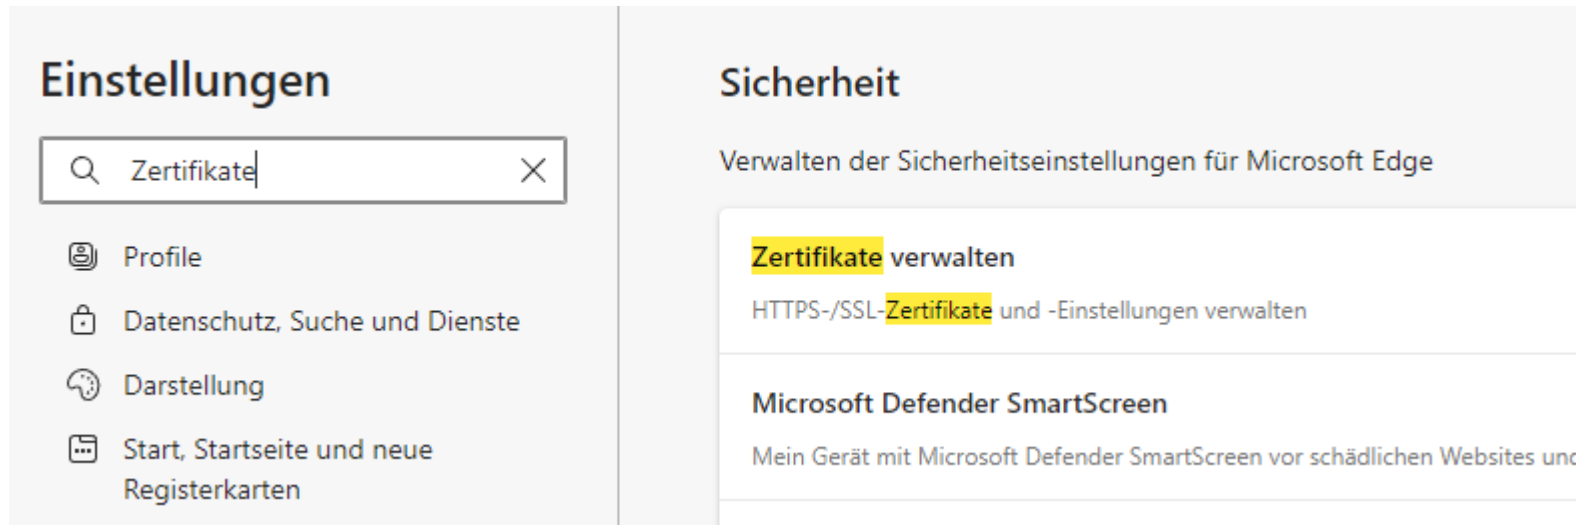 Einstellungen
Zertifikate
Profile
Datenschutz, Suche und Dienste
Darstellung
Start, Startseite und neue
Registerkarten
Sicherheit
Verwalten der Sicherheitseinstellungen für Microsoft Edge
Zertifikate verwalten
HTTPS-/SSL-Zertifikate und -Einstellungen verwalten
Microsoft Defender SmartScreen
Mein Gerät mit Microsoft Defender SmartScreen vor schädlichen Websites und